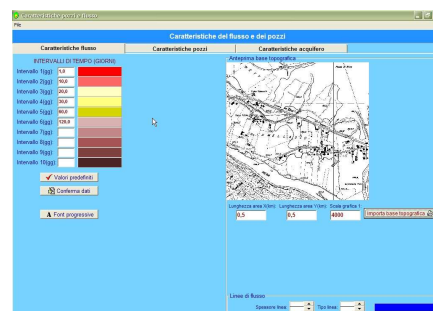 Caratteristiche pozzi e flusso
File
Caratteristiche del flusso e dei pozzi
Caratteristiche flusso
Caratteristiche pozzi
Caratteristiche acquifero
INTERVALLI DI TEMPO (GIORNI)
Intervallo 1(gg) 1,0
Intervallo 2(gg) 10,0
Intervallo 3(gg) 20,0
Intervallo 4(gg) 30,0
Intervallo 5(gg) 60,0
Intervallo 6(gg) 120,0
Intervallo 7(gg)
Intervallo 8(gg)
Intervallo 9(gg)
Intervallo 10(gg)
Valori predefiniti
Conferma dati
A Font progressive
Anteprima base topografica
Lunghezza area X(km) Lunghezza area Y(km) Scala grafica 1:
0,5 0,5 4000 Importa base topografica
Linee di flusso
Spessore linea Tipo linea